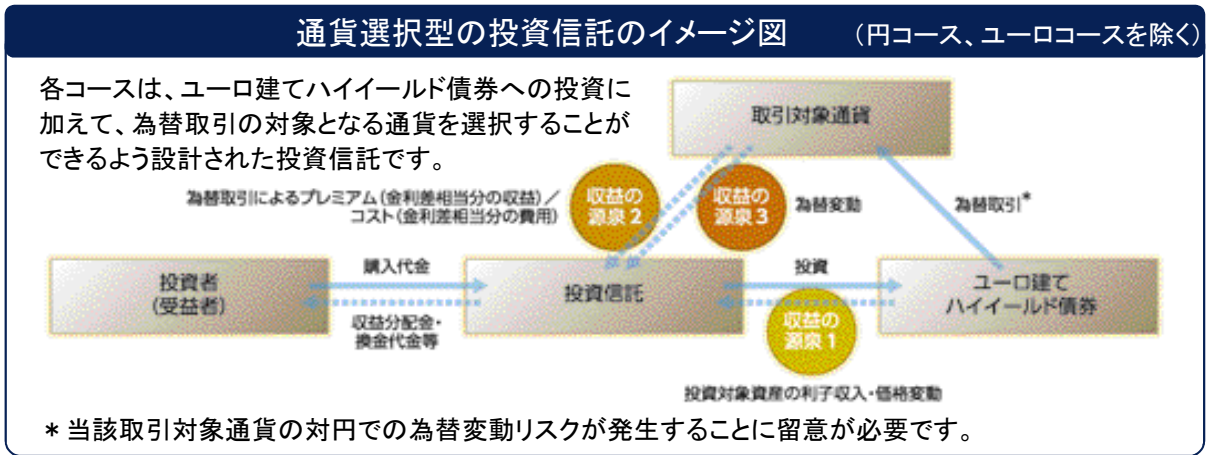 通貨選択型の投資信託のイメージ図 （円コース、ユーロコースを除く）
各コースは、ユーロ建てハイイールド債券への投資に
加えて、為替取引の対象となる通貨を選択することが
できるよう設計された投資信託です。
取引対象通貨
為替取引によるプレミアム（金利差相当分の収益）／
コスト（金利差相当分の費用）
収益の
源泉2
収益の
源泉3
為替変動
為替取引*
投資者
（受益者）
購入代金
収益分配金・
換金代金等
投資信託
投資
収益の
源泉1
ユーロ建て
ハイイールド債券
投資対象資産の利子収入・価格変動
* 当該取引対象通貨の対円での為替変動リスクが発生することに留意が必要です。